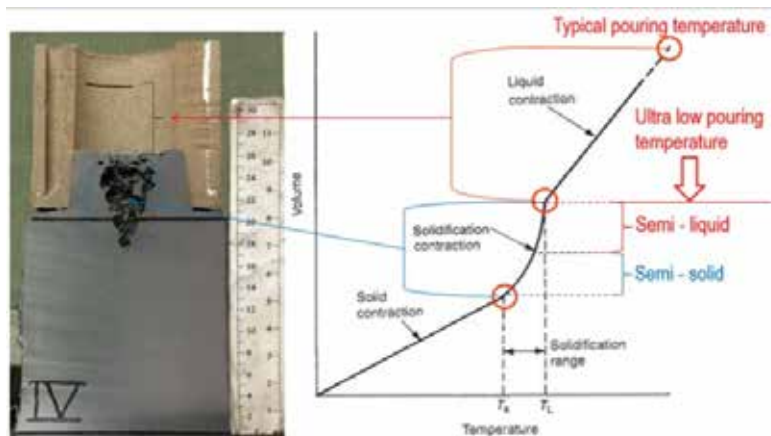 Typical pouring temperature
Liquid
contraction
Ultra low pouring
temperature
Volume
Solidification
contraction
Semi - liquid
Semi - solid
Solid
contraction
Solidification
range
Temperature
IV